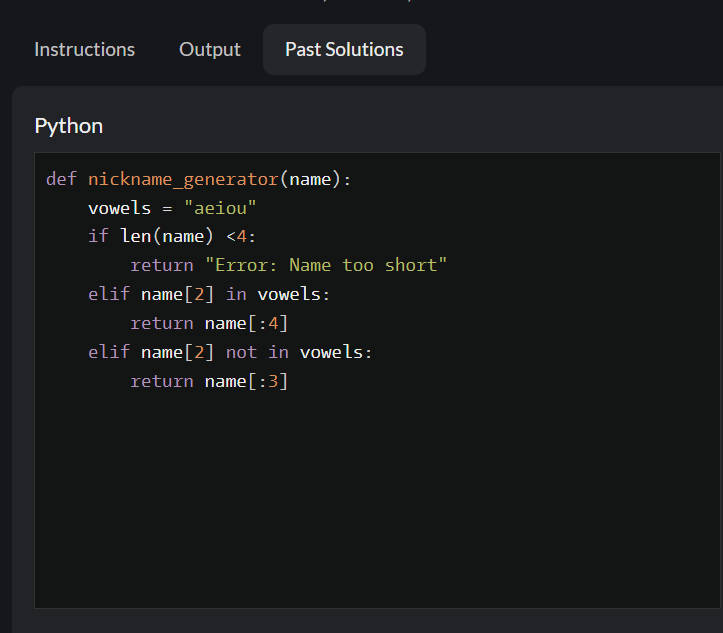 Instructions Output Past Solutions
Python
def nickname_generator(name):
    vowels = "aeiou"
    if len(name) <4:
        return "Error: Name too short"
    elif name[2] in vowels:
        return name[:4]
    elif name[2] not in vowels:
        return name[:3]